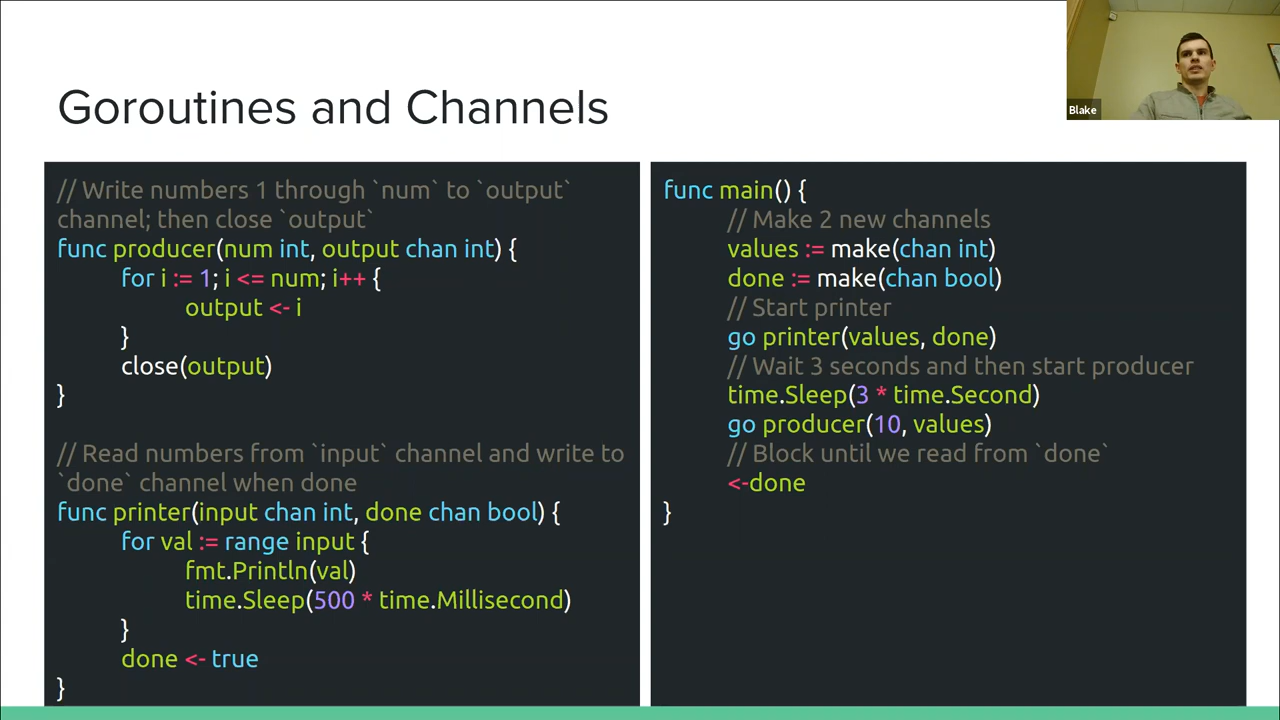 Goroutines and Channels
Blake
// Write numbers 1 through `num` to `output`
channel; then close `output`
func producer(num int, output chan int) {
for i := 1; i <= num; i++ {
output <- i
}
close(output)
}
// Read numbers from `input` channel and write to
`done` channel when done
func printer(input chan int, done chan bool) {
for val := range input {
fmt.Println(val)
time.Sleep(500 * time.Millisecond)
}
done <- true
}
func main() {
// Make 2 new channels
values := make(chan int)
done := make(chan bool)
// Start printer
go printer(values, done)
// Wait 3 seconds and then start producer
time.Sleep(3 * time.Second)
go producer(10, values)
// Block until we read from `done`
<-done
}